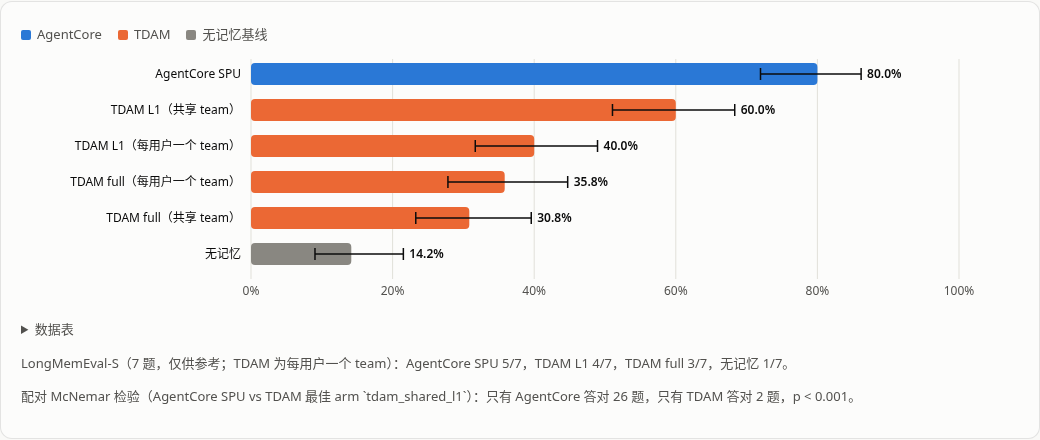 AgentCore TDAM 无记忆基线
AgentCore SPU 80.0%
TDAM L1（共享 team） 60.0%
TDAM L1（每用户一个 team） 40.0%
TDAM full（每用户一个 team） 35.8%
TDAM full（共享 team） 30.8%
无记忆 14.2%
0% 20% 40% 60% 80% 100%
▶ 数据表
LongMemEval-S（7 题，仅供参考；TDAM 为每用户一个 team）：AgentCore SPU 5/7，TDAM L1 4/7，TDAM full 3/7，无记忆 1/7。
配对 McNemar 检验（AgentCore SPU vs TDAM 最佳 arm `tdam_shared_l1`）：只有 AgentCore 答对 26 题，只有 TDAM 答对 2 题，p < 0.001。